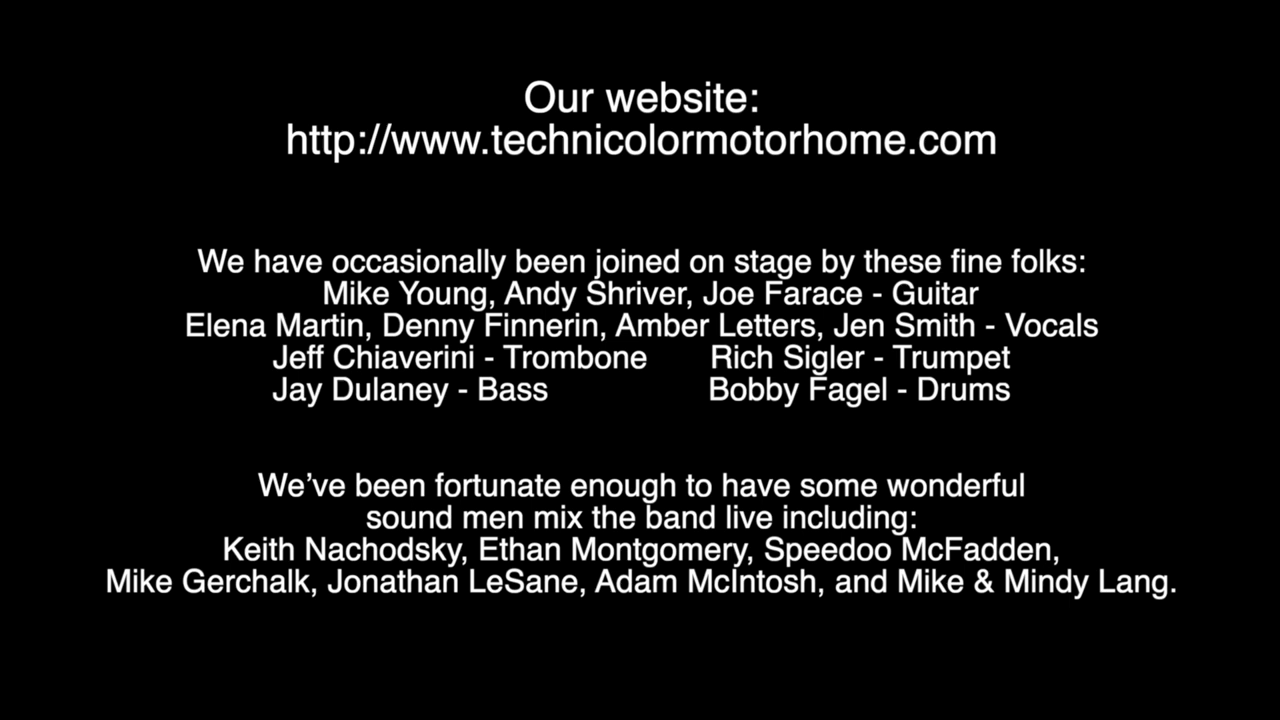 Our website:
http://www.technicolormotorhome.com
We have occasionally been joined on stage by these fine folks:
Mike Young, Andy Shriver, Joe Farace - Guitar
Elena Martin, Denny Finnerin, Amber Letters, Jen Smith - Vocals
Jeff Chiaverini - Trombone Rich Sigler - Trumpet
Jay Dulaney - Bass Bobby Fagel - Drums
We’ve been fortunate enough to have some wonderful
sound men mix the band live including:
Keith Nachodsky, Ethan Montgomery, Speedoo McFadden,
Mike Gerchalk, Jonathan LeSane, Adam McIntosh, and Mike & Mindy Lang.